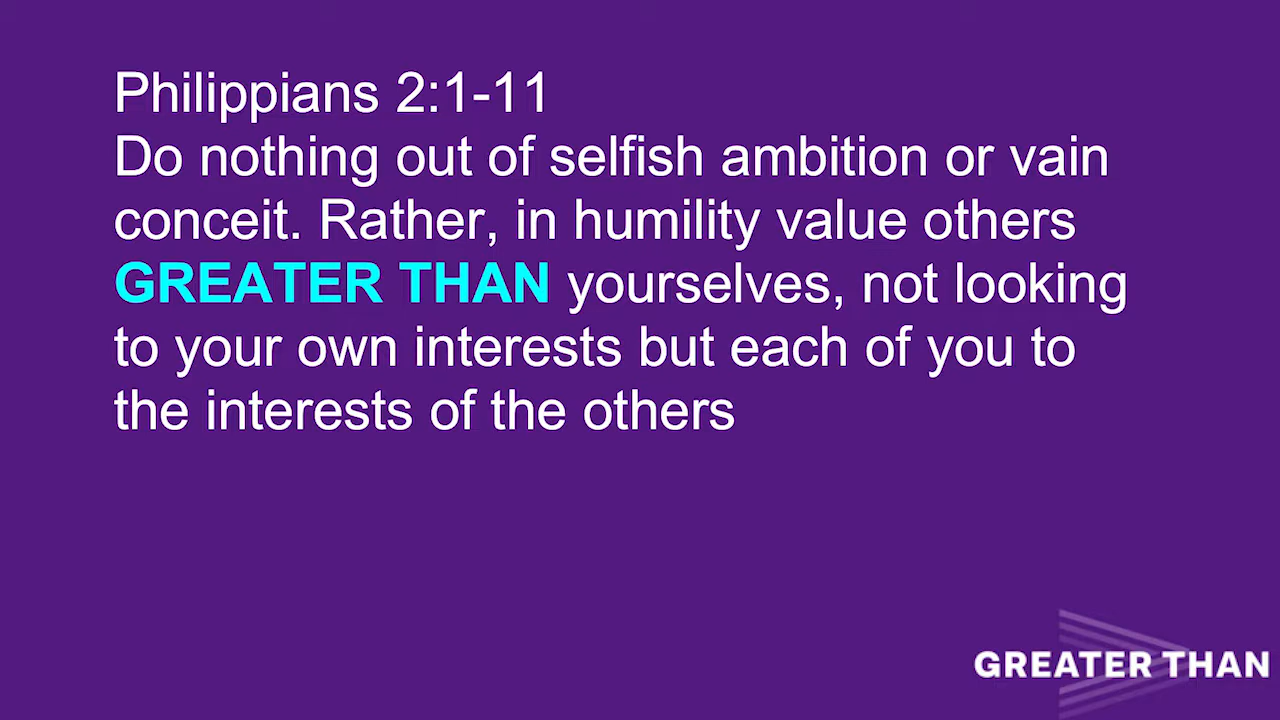 Philippians 2:1-11
Do nothing out of selfish ambition or vain
conceit. Rather, in humility value others
GREATER THAN yourselves, not looking
to your own interests but each of you to
the interests of the others
GREATER THAN